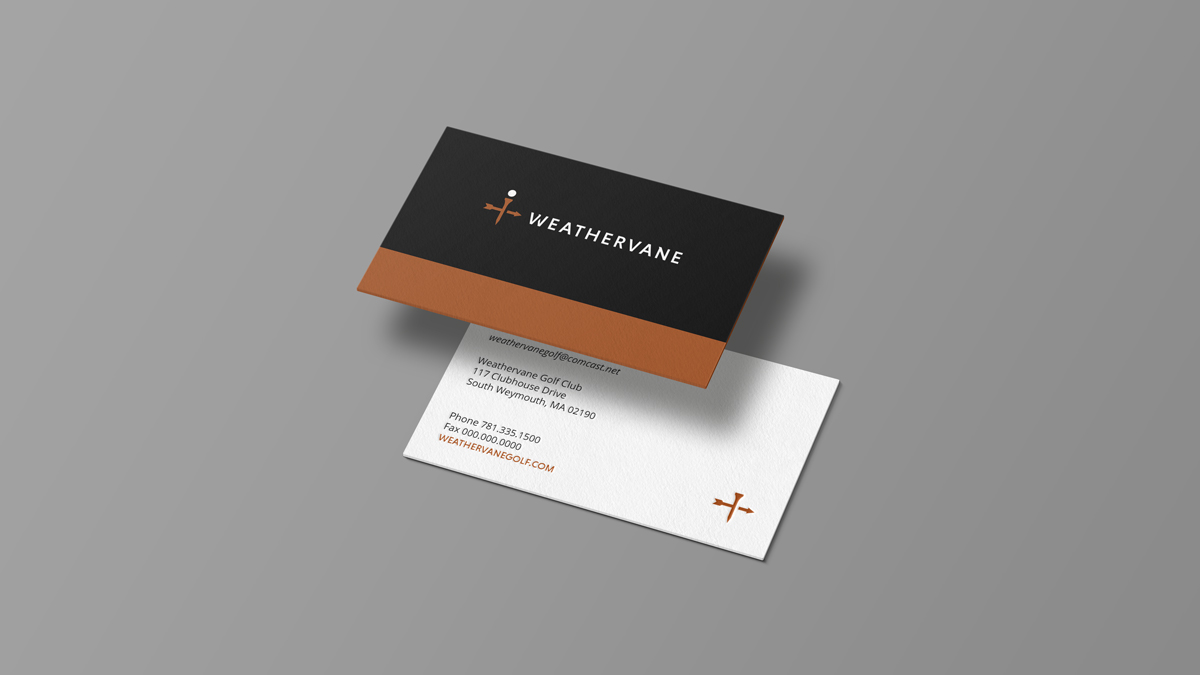 WEATHERVANE
weathervanegolf@comcast.net
Weathervane Golf Club
117 Clubhouse Drive
South Weymouth, MA 02190
Phone 781.335.1500
Fax 000.000.0000
WEATHERVANEGOLF.COM